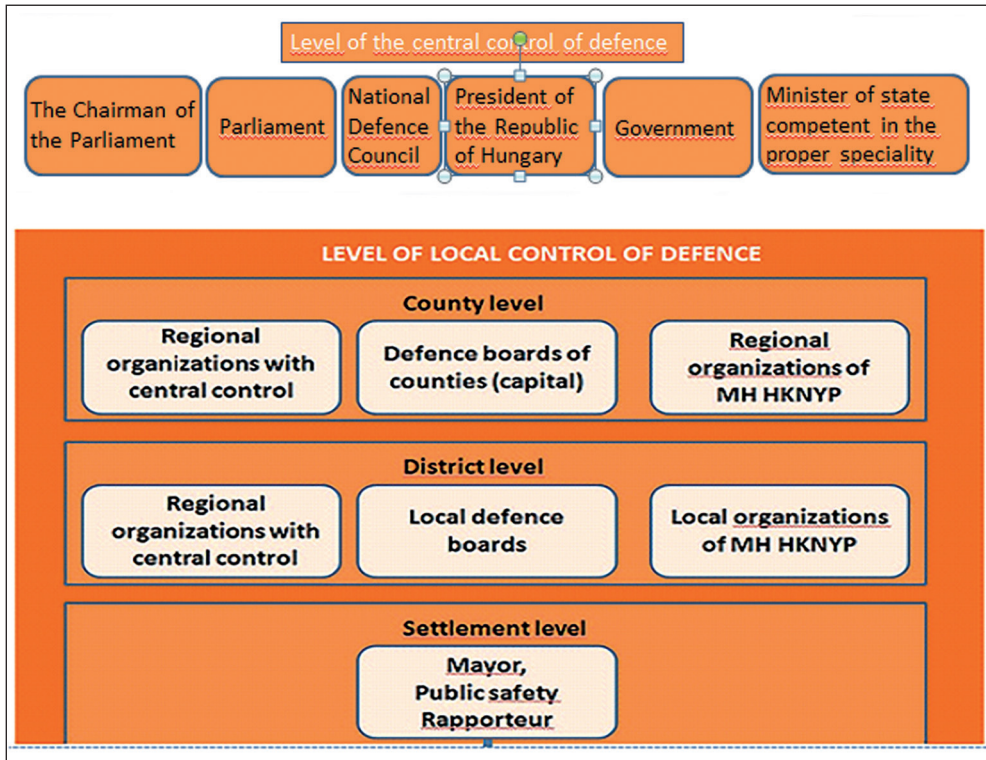 Level of the central control of defence
The Chairman of
the Parliament
Parliament
National
Defence
Council
President of
the Republic
of Hungary
Government
Minister of state
competent in the
proper speciality
LEVEL OF LOCAL CONTROL OF DEFENCE
County level
Regional
organizations with
central control
Defence boards of
counties (capital)
Regional
organizations of
MH HKNYP
District level
Regional
organizations with
central control
Local defence
boards
Local organizations
of MH HKNYP
Settlement level
Mayor,
Public safety
Rapporteur